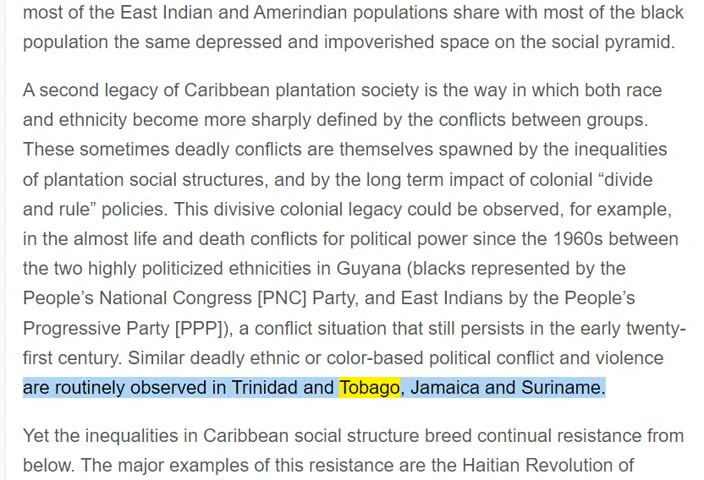 most of the East Indian and Amerindian populations share with most of the black
population the same depressed and impoverished space on the social pyramid.
A second legacy of Caribbean plantation society is the way in which both race
and ethnicity become more sharply defined by the conflicts between groups.
These sometimes deadly conflicts are themselves spawned by the inequalities
of plantation social structures, and by the long term impact of colonial “divide
and rule” policies. This divisive colonial legacy could be observed, for example,
in the almost life and death conflicts for political power since the 1960s between
the two highly politicized ethnicities in Guyana (blacks represented by the
People’s National Congress [PNC] Party, and East Indians by the People’s
Progressive Party [PPP]), a conflict situation that still persists in the early twenty-
first century. Similar deadly ethnic or color-based political conflict and violence
are routinely observed in Trinidad and Tobago, Jamaica and Suriname.
Yet the inequalities in Caribbean social structure breed continual resistance from
below. The major examples of this resistance are the Haitian Revolution of